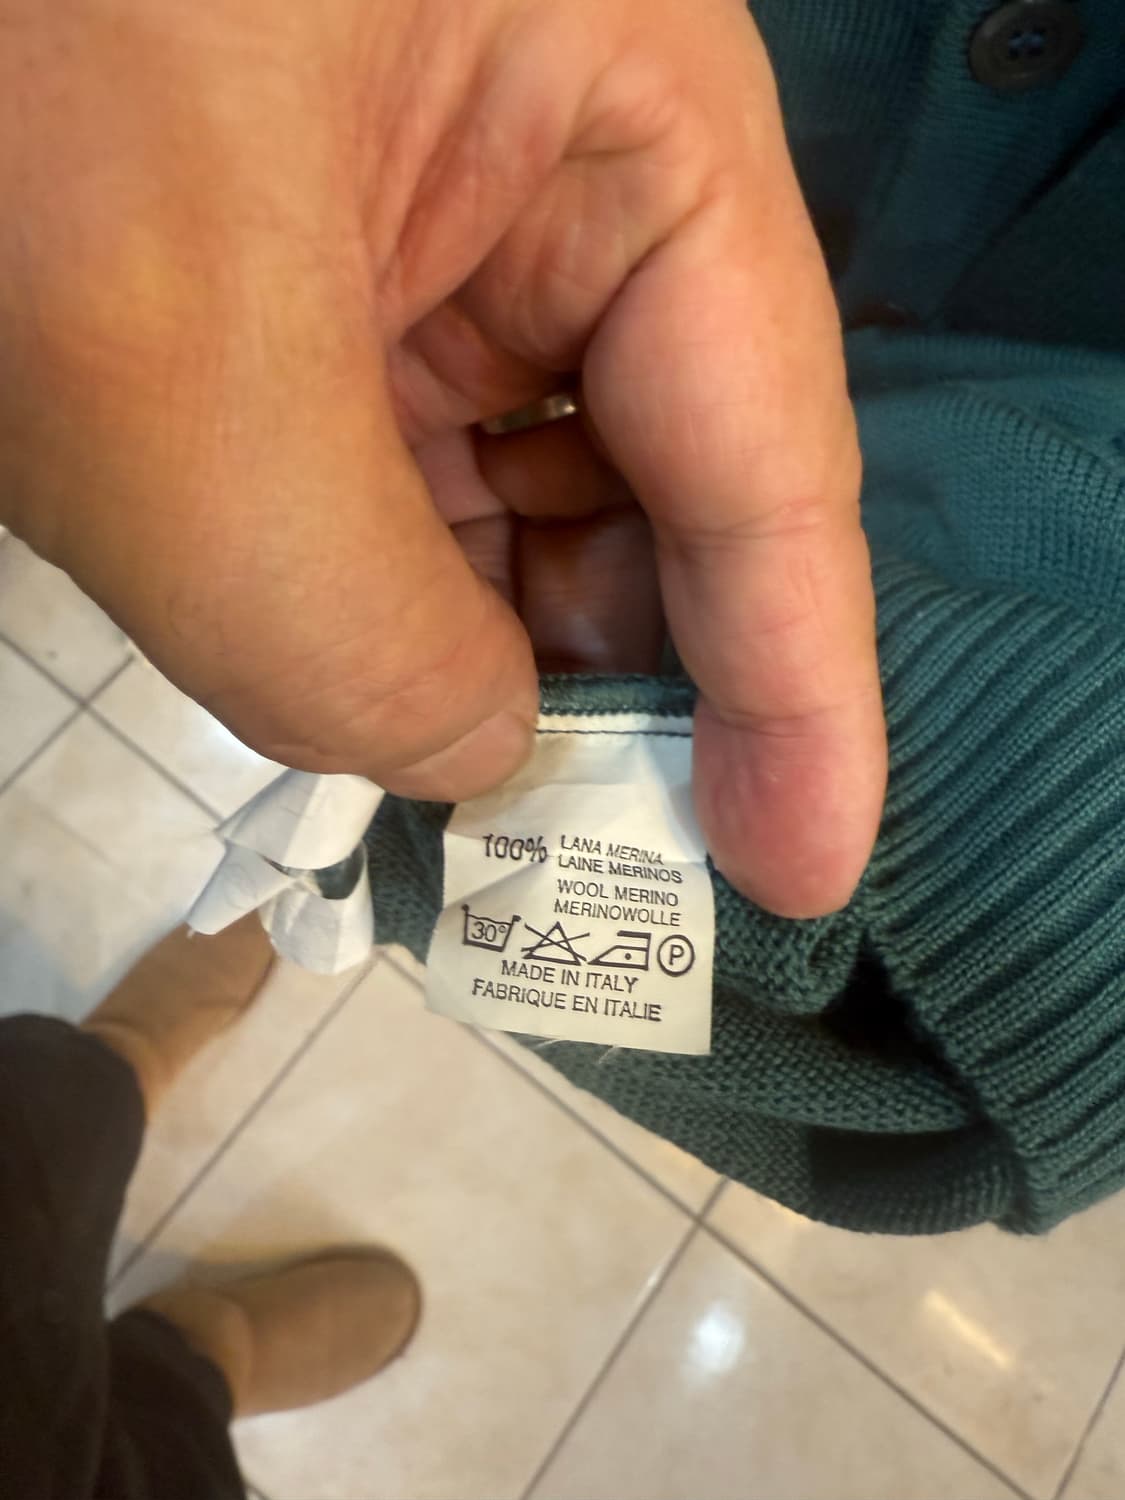 100% LANA MERINA
LAINE MERINOS
WOOL MERINO
MERINOWOLLE
30° P
MADE IN ITALY
FABRIQUE EN ITALIE